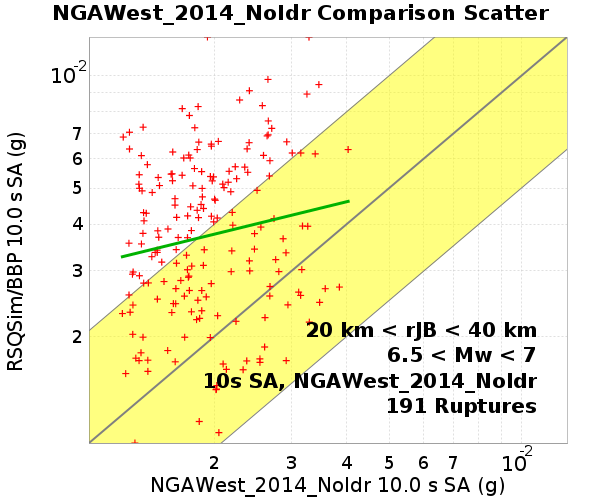 NGAWest_2014_NoIdr Comparison Scatter
10-2
7
6
5
4
3
2
RSQSim/BBP 10.0 s SA (g)
20 km < rJB < 40 km
6.5 < Mw < 7
10s SA, NGAWest_2014_NoIdr
191 Ruptures
2 3 4 5 6 7 10-2
NGAWest_2014_NoIdr 10.0 s SA (g)